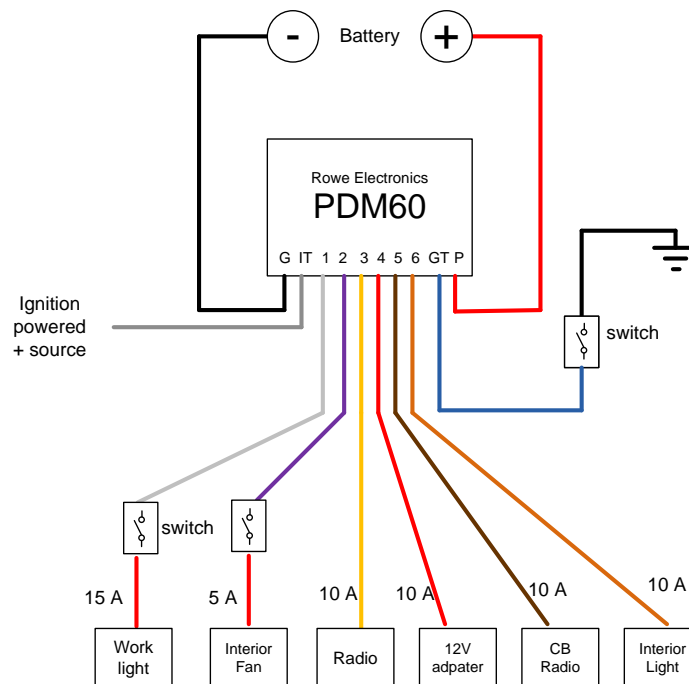 -
Battery
+
Rowe Electronics
PDM60
G IT 1 2 3 4 5 6 GT P
Ignition
powered
+ source
switch
switch
15 A
5 A
10 A
10 A
10 A
10 A
Work
light
Interior
Fan
Radio
12V
adpater
CB
Radio
Interior
Light